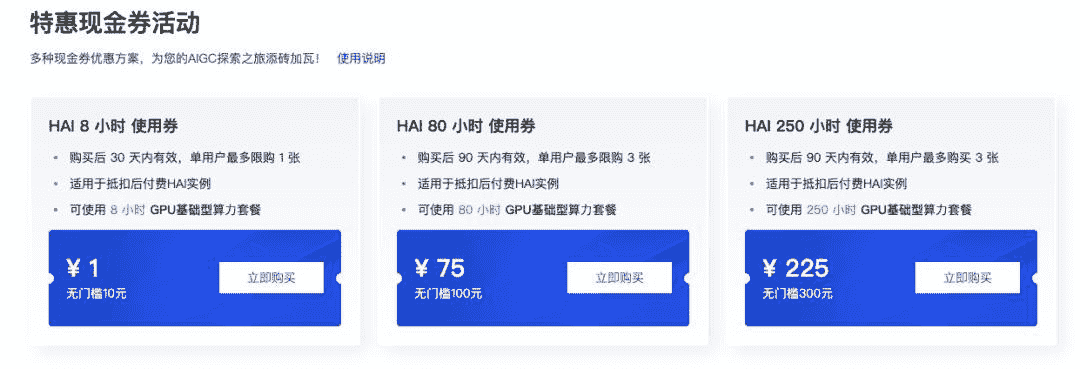 特惠现金券活动
多种现金券优惠方案，为您的AIGC探索之旅添砖加瓦！ 使用说明
HAI 8 小时 使用券
• 购买后 30 天内有效，单用户最多限购 1 张
• 适用于抵扣后付费HAI实例
• 可使用 8 小时 GPU基础型算力套餐
¥ 1
无门槛10元
立即购买
HAI 80 小时 使用券
• 购买后 90 天内有效，单用户最多限购 3 张
• 适用于抵扣后付费HAI实例
• 可使用 80 小时 GPU基础型算力套餐
¥ 75
无门槛100元
立即购买
HAI 250 小时 使用券
• 购买后 90 天内有效，单用户最多购买 3 张
• 适用于抵扣后付费HAI实例
• 可使用 250 小时 GPU基础型算力套餐
¥ 225
无门槛300元
立即购买